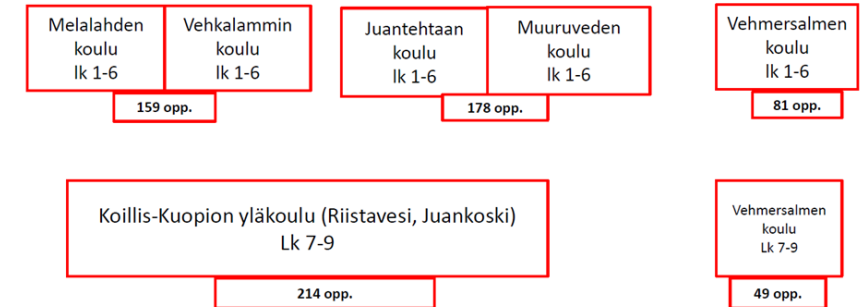 Melalahden
koulu
lk 1-6
Vehkalammin
koulu
lk 1-6
159 opp.
Juantehtaan
koulu
lk 1-6
Muuruveden
koulu
lk 1-6
178 opp.
Vehmersalmen
koulu
lk 1-6
81 opp.
Koillis-Kuopion yläkoulu (Riistavesi, Juankoski)
Lk 7-9
214 opp.
Vehmersalmen
koulu
Lk 7-9
49 opp.